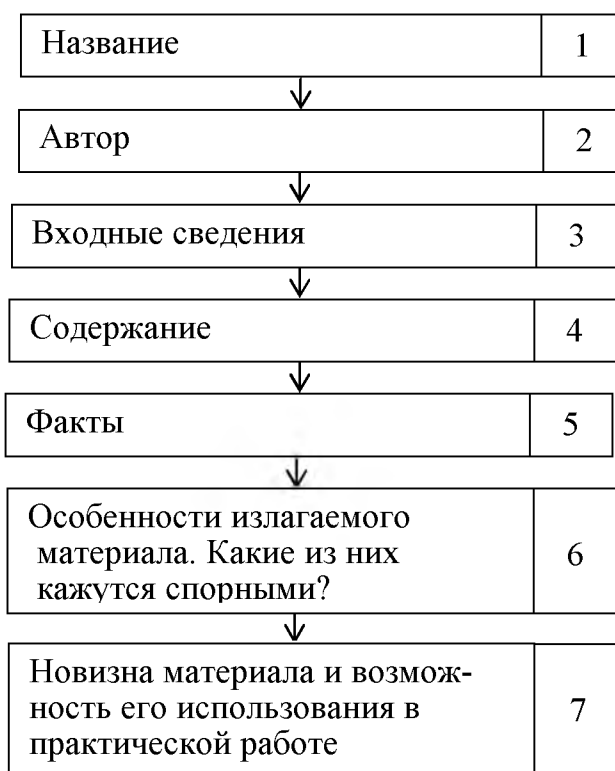 Название 1
Автор 2
Входные сведения 3
Содержание 4
Факты 5
Особенности излагаемого
материала. Какие из них 6
кажутся спорными?
Новизна материала и возмож-
ность его использования в 7
практической работе